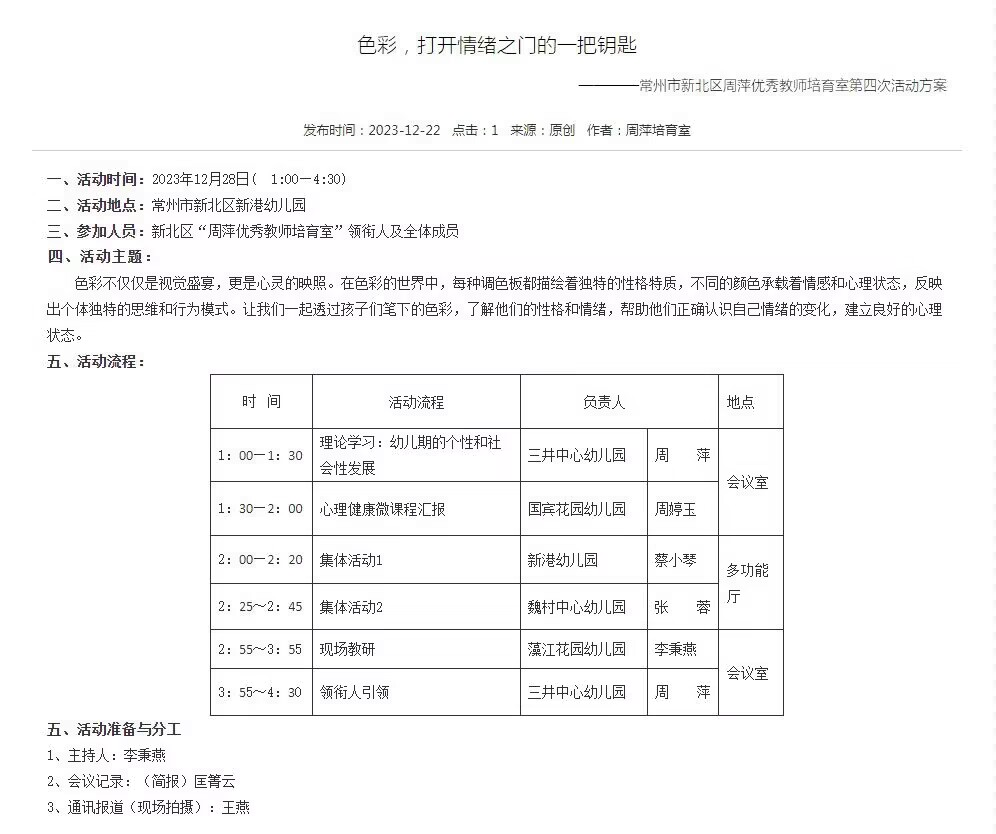 色彩，打开情绪之门的一把钥匙
————常州市新北区周萍优秀教师培育室第四次活动方案
发布时间：2023-12-22 点击：1 来源：原创 作者：周萍培育室
一、活动时间：2023年12月28日( 1:00—4:30)
二、活动地点：常州市新北区新港幼儿园
三、参加人员：新北区“周萍优秀教师培育室”领衔人及全体成员
四、活动主题：
色彩不仅仅是视觉盛宴，更是心灵的映照。在色彩的世界中，每种调色板都描绘着独特的性格特质，不同的颜色承载着情感和心理状态，反映
出个体独特的思维和行为模式。让我们一起透过孩子们笔下的色彩，了解他们的性格和情绪，帮助他们正确认识自己情绪的变化，建立良好的心理
状态。
五、活动流程：
时 间 活动流程 负责人 地点
1：00—1：30 理论学习：幼儿期的个性和社
会性发展 三井中心幼儿园 周 萍
会议室
1：30—2：00 心理健康微课程汇报 国宾花园幼儿园 周婷玉
2：00—2：20 集体活动1 新港幼儿园 蔡小琴
多功能
厅
2：25～2：45 集体活动2 魏村中心幼儿园 张 蓉
2：55～3：55 现场教研 藻江花园幼儿园 李秉燕
会议室
3：55～4：30 领衔人引领 三井中心幼儿园 周 萍
五、活动准备与分工
1、主持人：李秉燕
2、会议记录：（简报）匡箐云
3、通讯报道（现场拍摄）：王燕